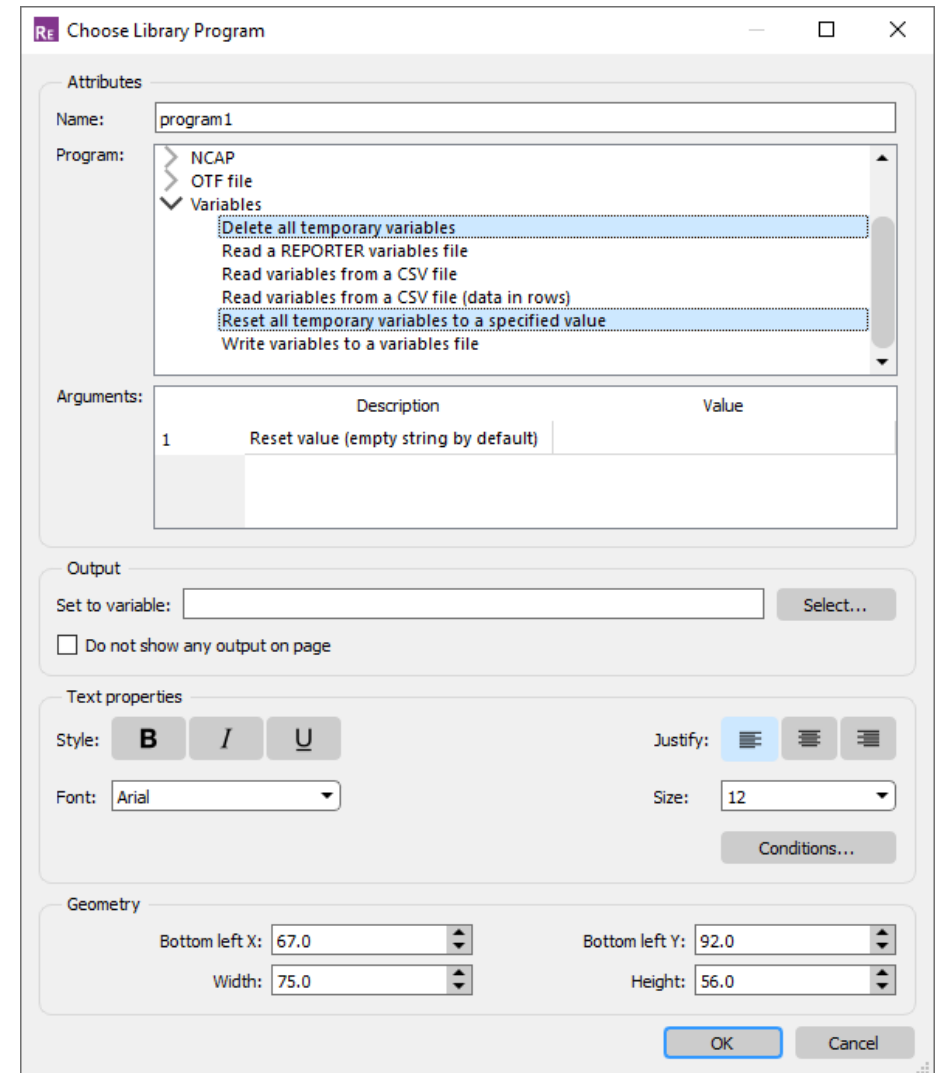 RE Choose Library Program
Attributes
Name: program1
Program: NCAP
OTF file
Variables
Delete all temporary variables
Read a REPORTER variables file
Read variables from a CSV file
Read variables from a CSV file (data in rows)
Reset all temporary variables to a specified value
Write variables to a variables file
Arguments: Description Value
1 Reset value (empty string by default)
Output
Set to variable: Select...
Do not show any output on page
Text properties
Style: B I U Justify:
Font: Arial Size: 12
Conditions...
Geometry
Bottom left X: 67.0 Bottom left Y: 92.0
Width: 75.0 Height: 56.0
OK Cancel